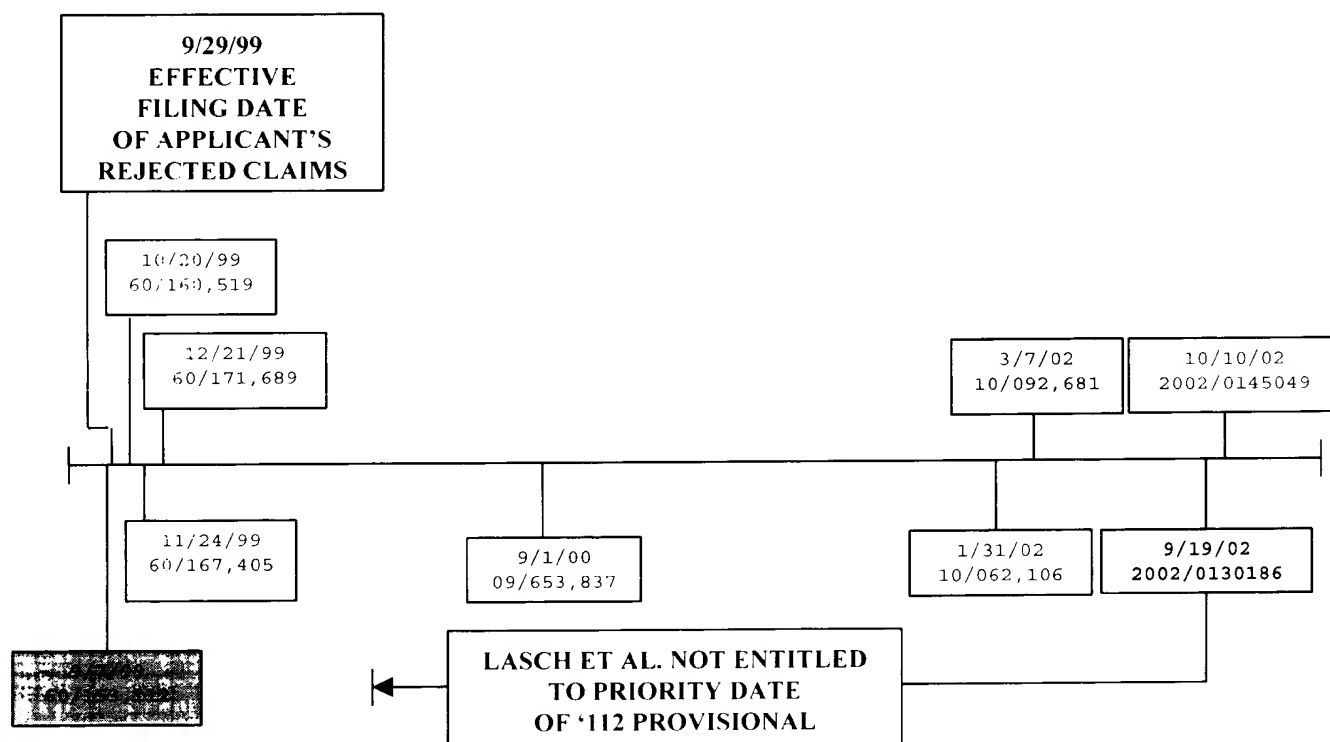 9/29/99
EFFECTIVE
FILING DATE
OF APPLICANT'S
REJECTED CLAIMS
10/20/99
60/160,519
12/21/99
60/171,689
3/7/02
10/092,681
10/10/02
2002/0145049
11/24/99
60/167,405
9/1/00
09/653,837
1/31/02
10/062,106
9/19/02
2002/0130186
LASCH ET AL. NOT ENTITLED
TO PRIORITY DATE
OF ‘112 PROVISIONAL